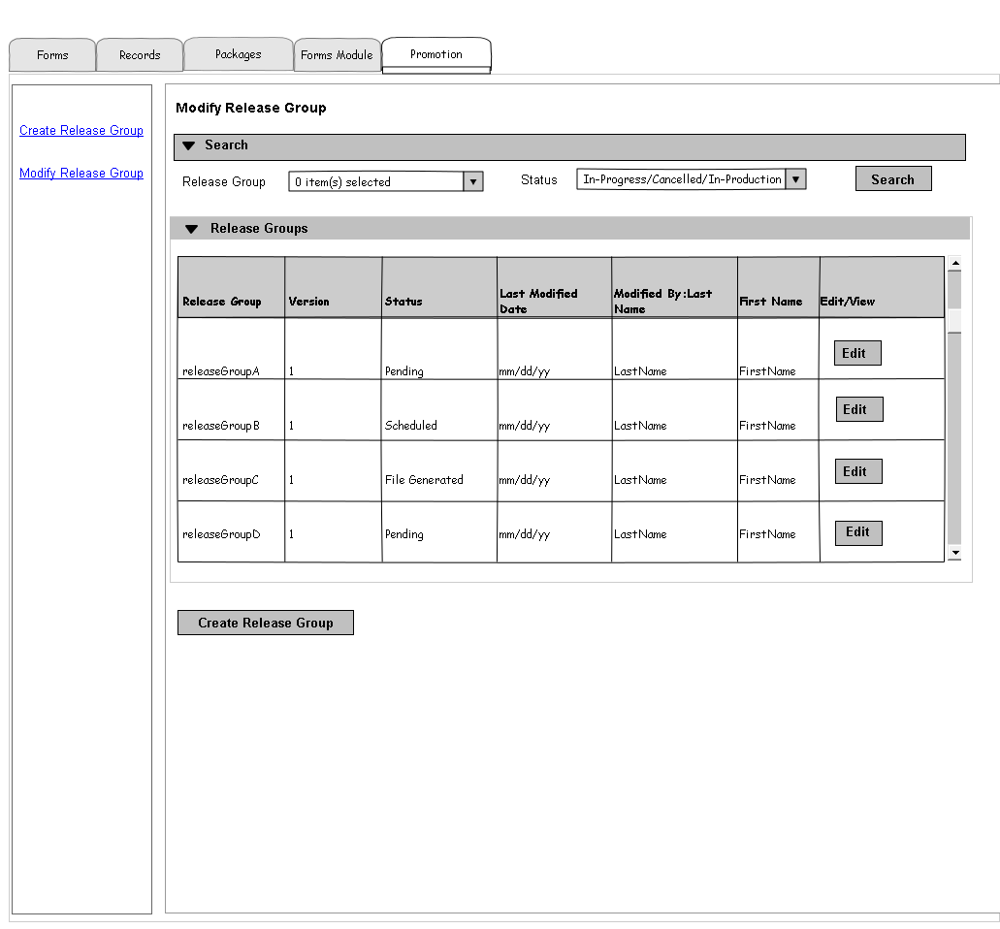 Forms Records Packages Forms Module Promotion
Create Release Group
Modify Release Group
Modify Release Group
Search
Release Group 0 item(s) selected Status In-Progress/Cancelled/In-Production Search
Release Groups
Release Group Version Status Last Modified Date Modified By:Last Name First Name Edit/View
releaseGroupA 1 Pending mm/dd/yy LastName FirstName Edit
releaseGroupB 1 Scheduled mm/dd/yy LastName FirstName Edit
releaseGroupC 1 File Generated mm/dd/yy LastName FirstName Edit
releaseGroupD 1 Pending mm/dd/yy LastName FirstName Edit
Create Release Group